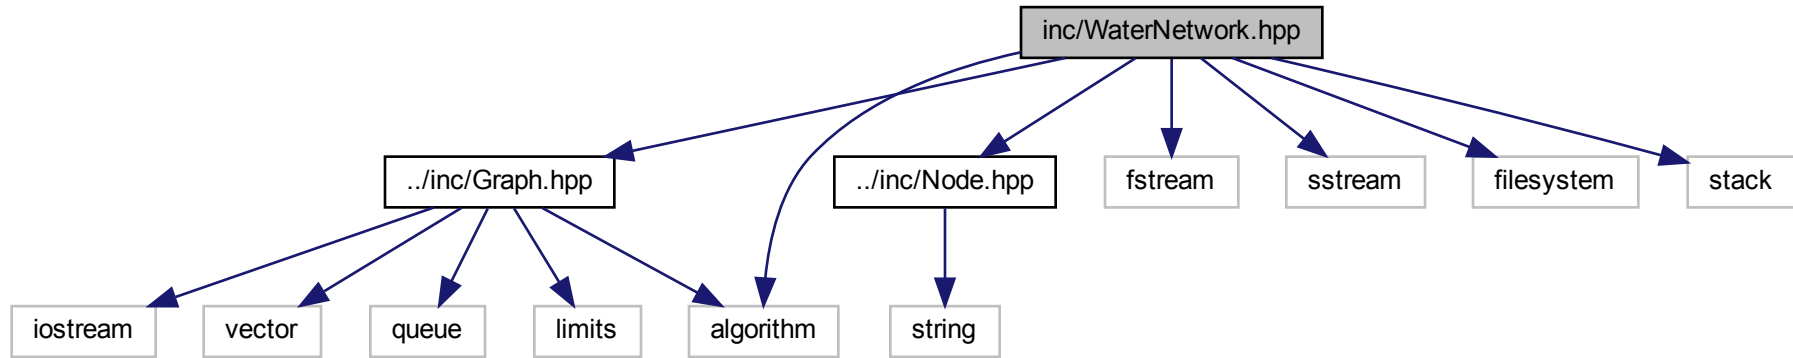 inc/WaterNetwork.hpp
../inc/Graph.hpp
../inc/Node.hpp
fstream
sstream
filesystem
stack
iostream
vector
queue
limits
algorithm
string